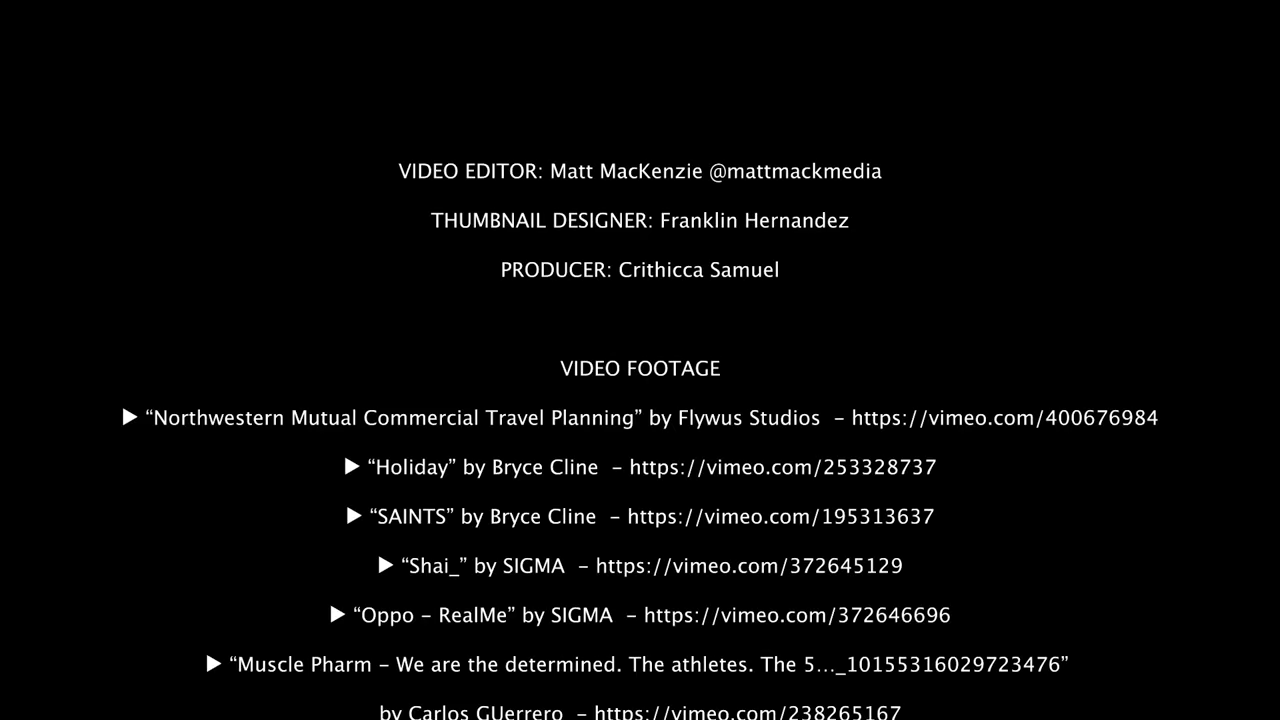 VIDEO EDITOR: Matt MacKenzie @mattmackmedia
THUMBNAIL DESIGNER: Franklin Hernandez
PRODUCER: Crithicca Samuel
VIDEO FOOTAGE
▶ “Northwestern Mutual Commercial Travel Planning” by Flywus Studios – https://vimeo.com/400676984
▶ “Holiday” by Bryce Cline – https://vimeo.com/253328737
▶ “SAINTS” by Bryce Cline – https://vimeo.com/195313637
▶ “Shai_” by SIGMA – https://vimeo.com/372645129
▶ “Oppo – RealMe” by SIGMA – https://vimeo.com/372646696
▶ “Muscle Pharm – We are the determined. The athletes. The 5..._10155316029723476”
by Carlos GUerrero – https://vimeo.com/238265167